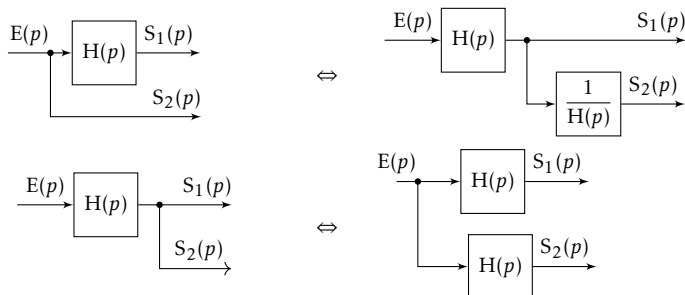 E(p) H(p) S₁(p)
S₂(p)
⇔
E(p) H(p) S₁(p)
1/H(p) S₂(p)
E(p) H(p) S₁(p)
S₂(p)
⇔
E(p) H(p) S₁(p)
H(p) S₂(p)